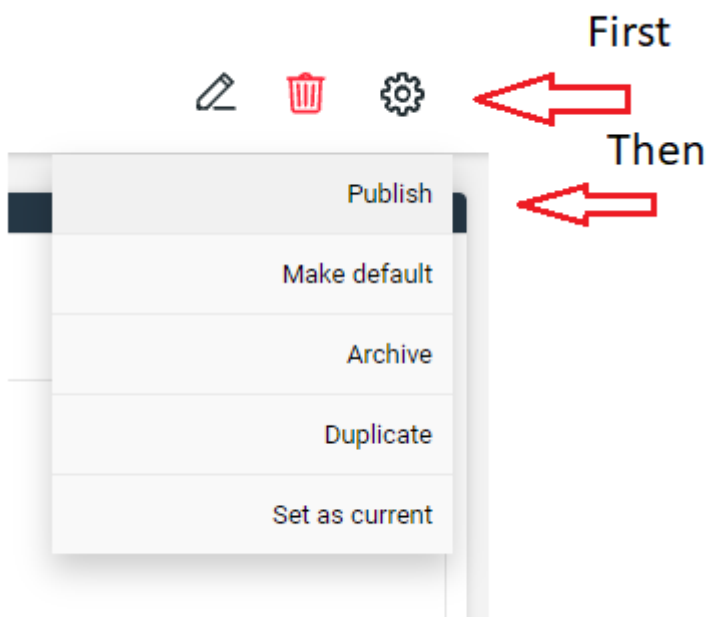 First
Then
Publish
Make default
Archive
Duplicate
Set as current